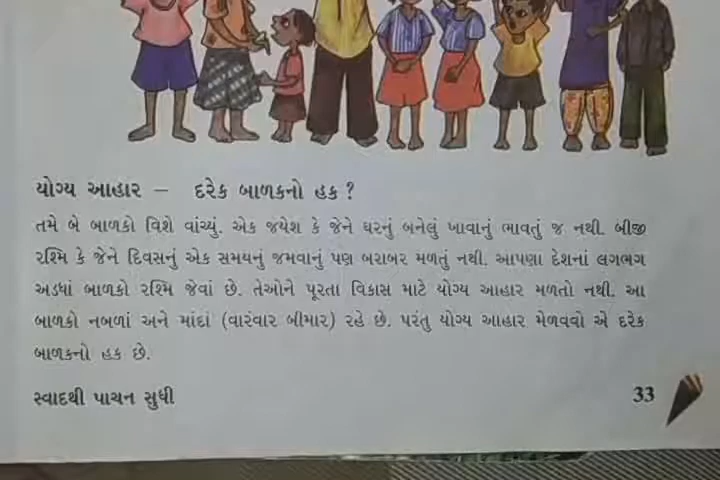 યોગ્ય આહાર – દરેક બાળકનો હક ?
તમે બે બાળકો વિશે વાંચ્યું. એક જયેશ કે જેને ઘરનું બનેલું ખાવાનું ભાવતું જ નથી. બીજી
રશ્મિ કે જેને દિવસનું એક સમયનું જમવાનું પણ બરાબર મળતું નથી. આપણા દેશનાં લગભગ
અડધાં બાળકો રશ્મિ જેવાં છે. તેઓને પૂરતા વિકાસ માટે યોગ્ય આહાર મળતો નથી. આ
બાળકો નબળાં અને માંદાં (વારંવાર બીમાર) રહે છે. પરંતુ યોગ્ય આહાર મેળવવો એ દરેક
બાળકનો હક છે.
સ્વાદથી પાચન સુધી 33